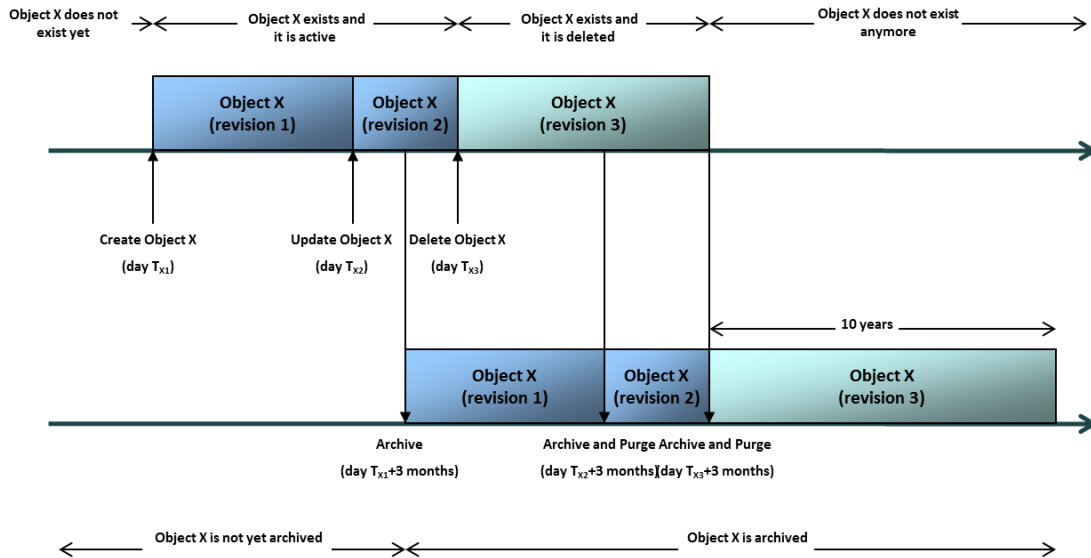 Object X does not
exist yet
Object X exists and
it is active
Object X exists and
it is deleted
Object X does not exist
anymore
Object X
(revision 1)
Object X
(revision 2)
Object X
(revision 3)
Create Object X
(day TX1)
Update Object X
(day TX2)
Delete Object X
(day TX3)
10 years
Object X
(revision 1)
Object X
(revision 2)
Object X
(revision 3)
Archive
(day TX1+3 months)
Archive and Purge
(day TX2+3 months)
Archive and Purge
(day TX3+3 months)
Object X is not yet archived
Object X is archived